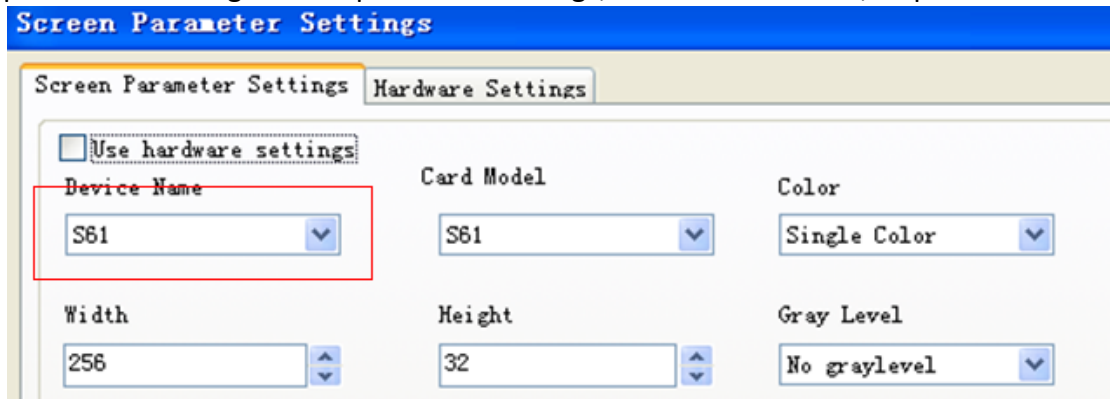 Screen Parameter Settings
Screen Parameter Settings Hardware Settings
Use hardware settings
Device Name Card Model Color
S61 S61 Single Color
Width Height Gray Level
256 32 No graylevel